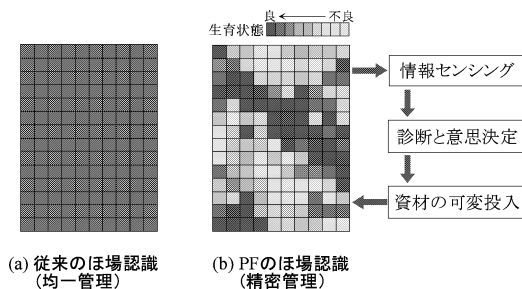 良 不良
生育状態
情報センシング
診断と意思決定
資材の可変投入
(a) 従来のほ場認識
(均一管理)
(b) PFのほ場認識
(精密管理)